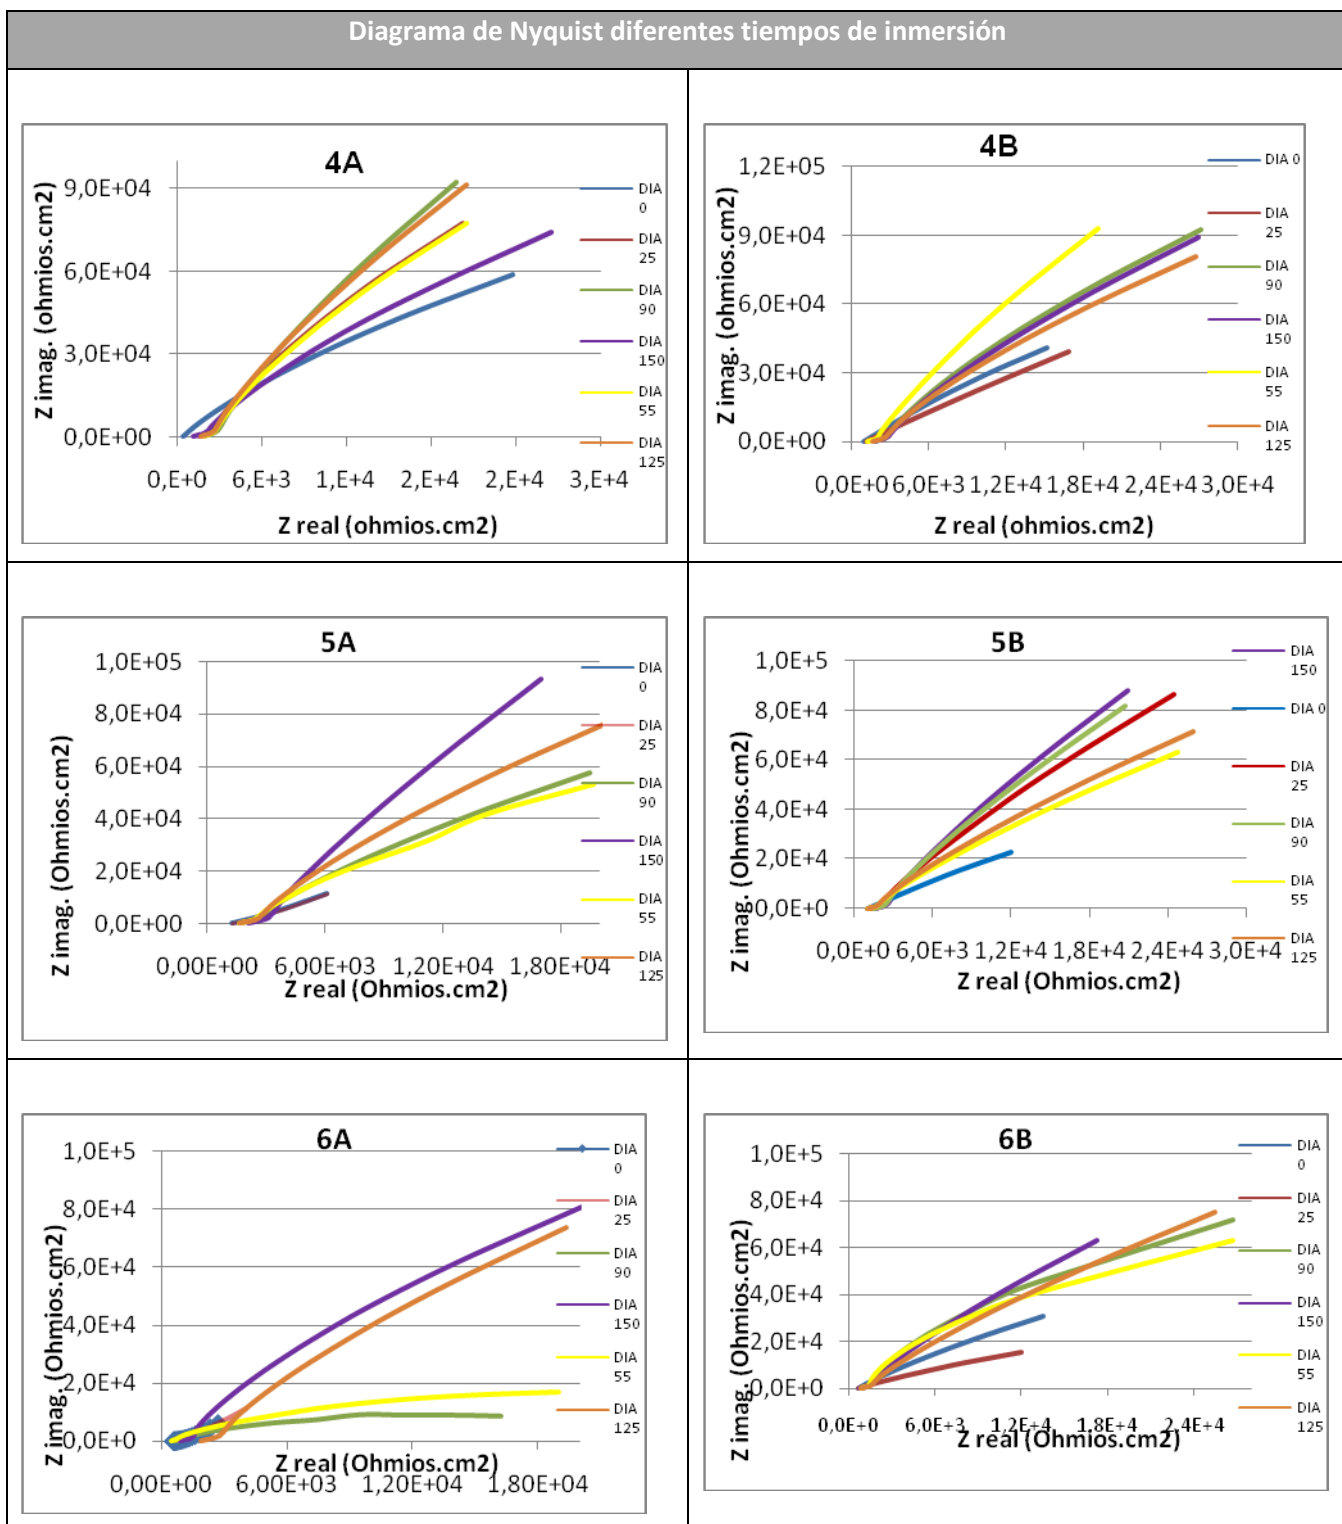 Diagrama de Nyquist diferentes tiempos de inmersión
4A
Z imag. (ohmios.cm2)
9,0E+04
6,0E+04
3,0E+04
0,0E+00
0,E+0 6,E+3 1,E+4 2,E+4 2,E+4 3,E+4
Z real (ohmios.cm2)
DIA
0
DIA
25
DIA
90
DIA
150
DIA
55
DIA
125
4B
Z imag. (ohmios.cm2)
1,2E+05
9,0E+04
6,0E+04
3,0E+04
0,0E+00
0,0E+0 6,0E+3 1,2E+4 1,8E+4 2,4E+4 3,0E+4
Z real (ohmios.cm2)
DIA 0
DIA
25
DIA
90
DIA
150
DIA
55
DIA
125
5A
Z imag. (Ohmios.cm2)
1,0E+05
8,0E+04
6,0E+04
4,0E+04
2,0E+04
0,0E+00
0,00E+00 6,00E+03 1,20E+04 1,80E+04
Z real (Ohmios.cm2)
DIA
0
DIA
25
DIA
90
DIA
150
DIA
55
DIA
125
5B
Z imag. (Ohmios.cm2)
1,0E+5
8,0E+4
6,0E+4
4,0E+4
2,0E+4
0,0E+0
0,0E+0 6,0E+3 1,2E+4 1,8E+4 2,4E+4 3,0E+4
Z real (Ohmios.cm2)
DIA
150
DIA 0
DIA
25
DIA
90
DIA
55
DIA
125
6A
Z imag. (Ohmios.cm2)
1,0E+5
8,0E+4
6,0E+4
4,0E+4
2,0E+4
0,0E+0
Z real (Ohmios.cm2)
0,00E+00 6,00E+03 1,20E+04 1,80E+04
DIA
0
DIA
25
DIA
90
DIA
150
DIA
55
DIA
125
6B
Z imag. (Ohmios.cm2)
1,0E+5
8,0E+4
6,0E+4
4,0E+4
2,0E+4
0,0E+0
0,0E+0 6,0E+3 1,2E+4 1,8E+4 2,4E+4
Z real (Ohmios.cm2)
DIA
0
DIA
25
DIA
90
DIA
150
DIA
55
DIA
125